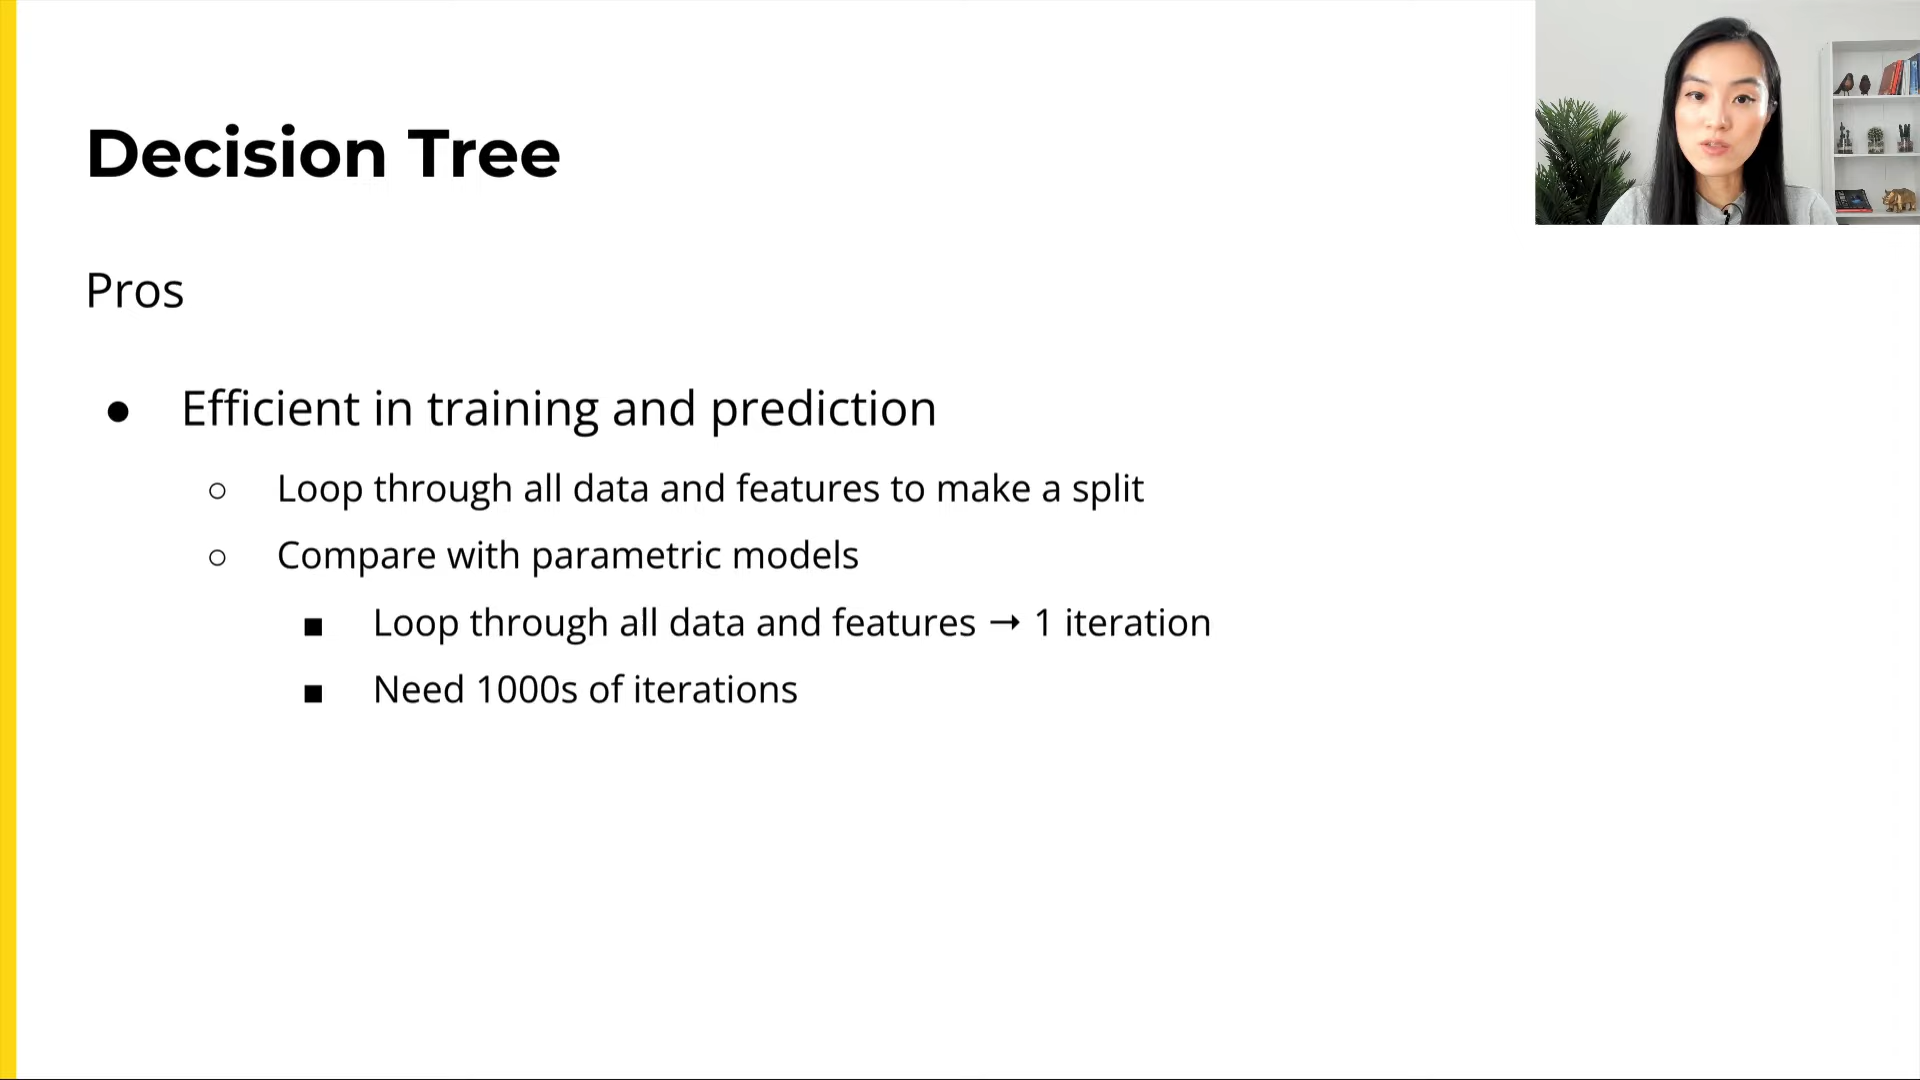 Decision Tree
Pros
● Efficient in training and prediction
○ Loop through all data and features to make a split
○ Compare with parametric models
■ Loop through all data and features → 1 iteration
■ Need 1000s of iterations